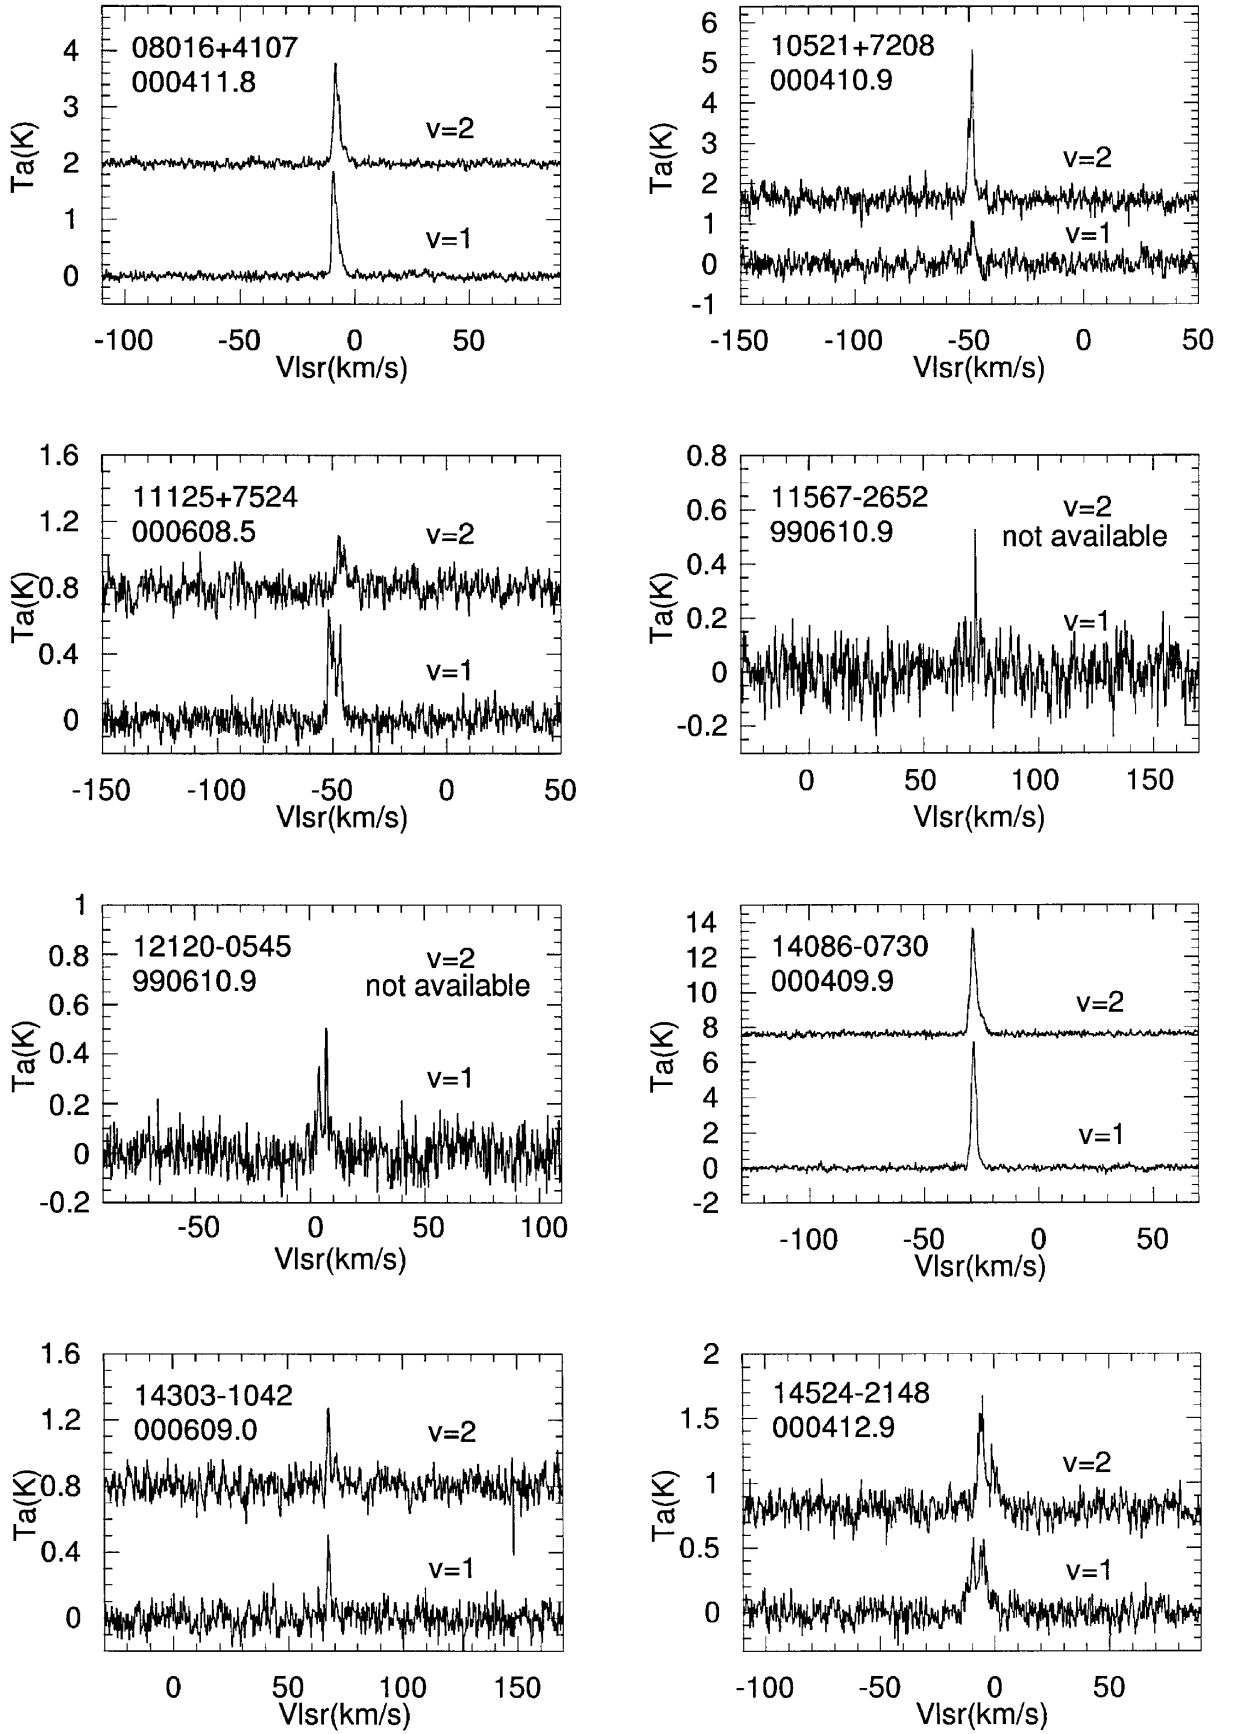 08016+4107
000411.8
v=2
v=1
Ta(K)
4
3
2
1
0
-100
-50
0
50
Vlsr(km/s)
10521+7208
000410.9
v=2
v=1
Ta(K)
6
5
4
3
2
1
0
-1
-150
-100
-50
0
50
Vlsr(km/s)
11125+7524
000608.5
v=2
v=1
Ta(K)
1.6
1.2
0.8
0.4
0
-150
-100
-50
0
50
Vlsr(km/s)
11567-2652
990610.9
v=2
not available
v=1
Ta(K)
0.8
0.6
0.4
0.2
0
-0.2
0
50
100
150
Vlsr(km/s)
12120-0545
990610.9
v=2
not available
v=1
Ta(K)
1
0.8
0.6
0.4
0.2
0
-0.2
-50
0
50
100
Vlsr(km/s)
14086-0730
000409.9
v=2
v=1
Ta(K)
14
12
10
8
6
4
2
0
-2
-100
-50
0
50
Vlsr(km/s)
14303-1042
000609.0
v=2
v=1
Ta(K)
1.6
1.2
0.8
0.4
0
0
50
100
150
Vlsr(km/s)
14524-2148
000412.9
v=2
v=1
Ta(K)
2
1.5
1
0.5
0
-100
-50
0
50
Vlsr(km/s)